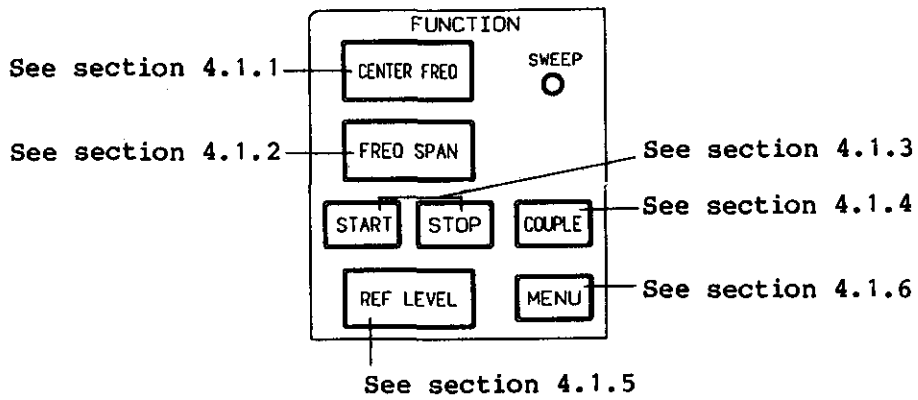 FUNCTION
See section 4.1.1
CENTER FREQ
SWEEP
See section 4.1.2
FREQ SPAN
See section 4.1.3
START
STOP
COUPLE
See section 4.1.4
REF LEVEL
MENU
See section 4.1.6
See section 4.1.5